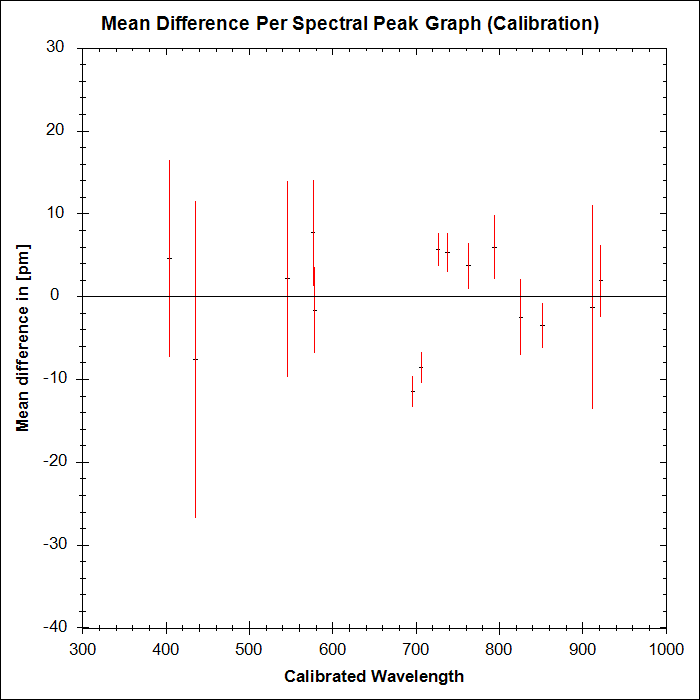 Mean Difference Per Spectral Peak Graph (Calibration)
30
20
10
0
-10
-20
-30
-40
Mean difference in [pm]
300 400 500 600 700 800 900 1000
Calibrated Wavelength